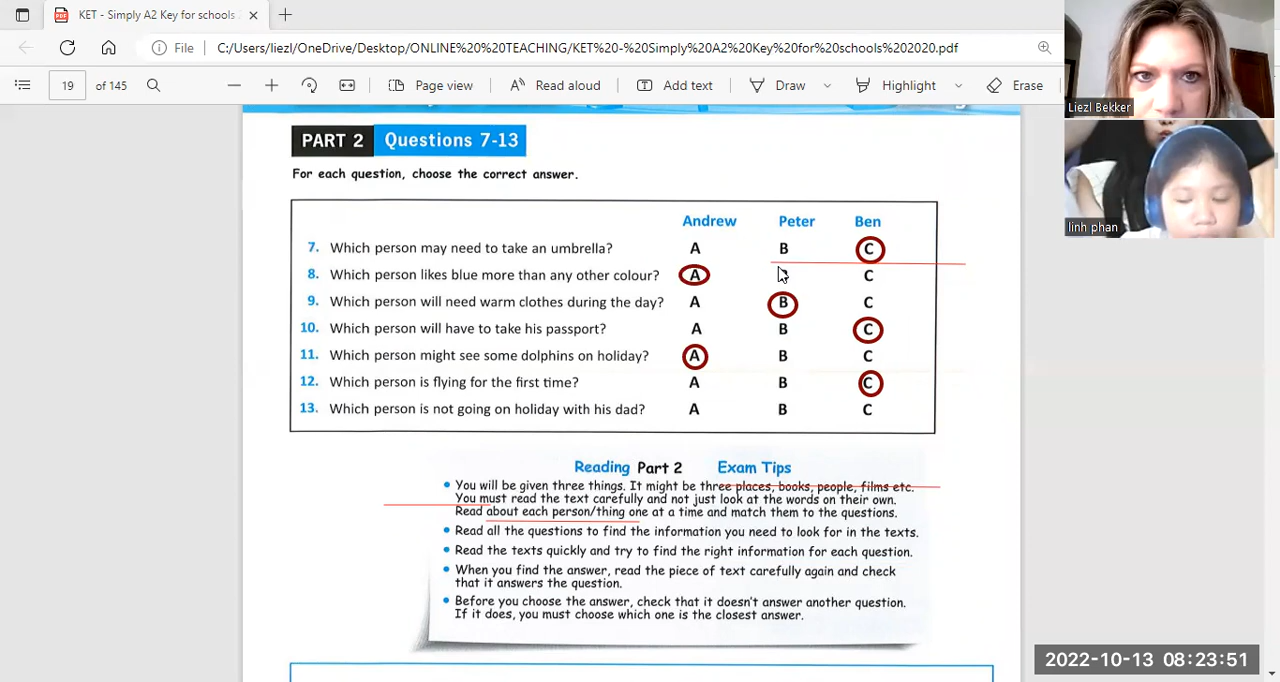 KET - Simply A2 Key for schools 2
File
C:/Users/liezl/OneDrive/Desktop/ONLINE%20%20TEACHING/KET%20-%20Simply%20A2%20Key%20for%20schools%202020.pdf
19 of 145
Page view
Read aloud
Add text
Draw
Highlight
Erase
Liezl Bekker
linh phan
PART 2 Questions 7-13
For each question, choose the correct answer.
Andrew Peter Ben
7. Which person may need to take an umbrella? A B C
8. Which person likes blue more than any other colour? A C
9. Which person will need warm clothes during the day? A B C
10. Which person will have to take his passport? A B C
11. Which person might see some dolphins on holiday? A B C
12. Which person is flying for the first time? A B C
13. Which person is not going on holiday with his dad? A B C
Reading Part 2 Exam Tips
• You will be given three things. It might be three places, books, people, films etc.
You must read the text carefully and not just look at the words on their own.
Read about each person/thing one at a time and match them to the questions.
• Read all the questions to find the information you need to look for in the texts.
• Read the texts quickly and try to find the right information for each question.
• When you find the answer, read the piece of text carefully again and check
that it answers the question.
• Before you choose the answer, check that it doesn't answer another question.
If it does, you must choose which one is the closest answer.
2022-10-13 08:23:51